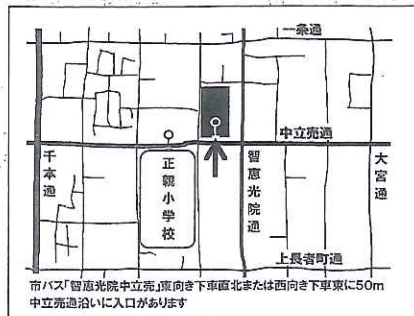 一条通
中立売通
千本通
正親小学校
智恵光院通
大宮通
上長者町通
市バス「智恵光院中立売」東向き下車直北または西向き下車東に50m
中立売通沿いに入口があります